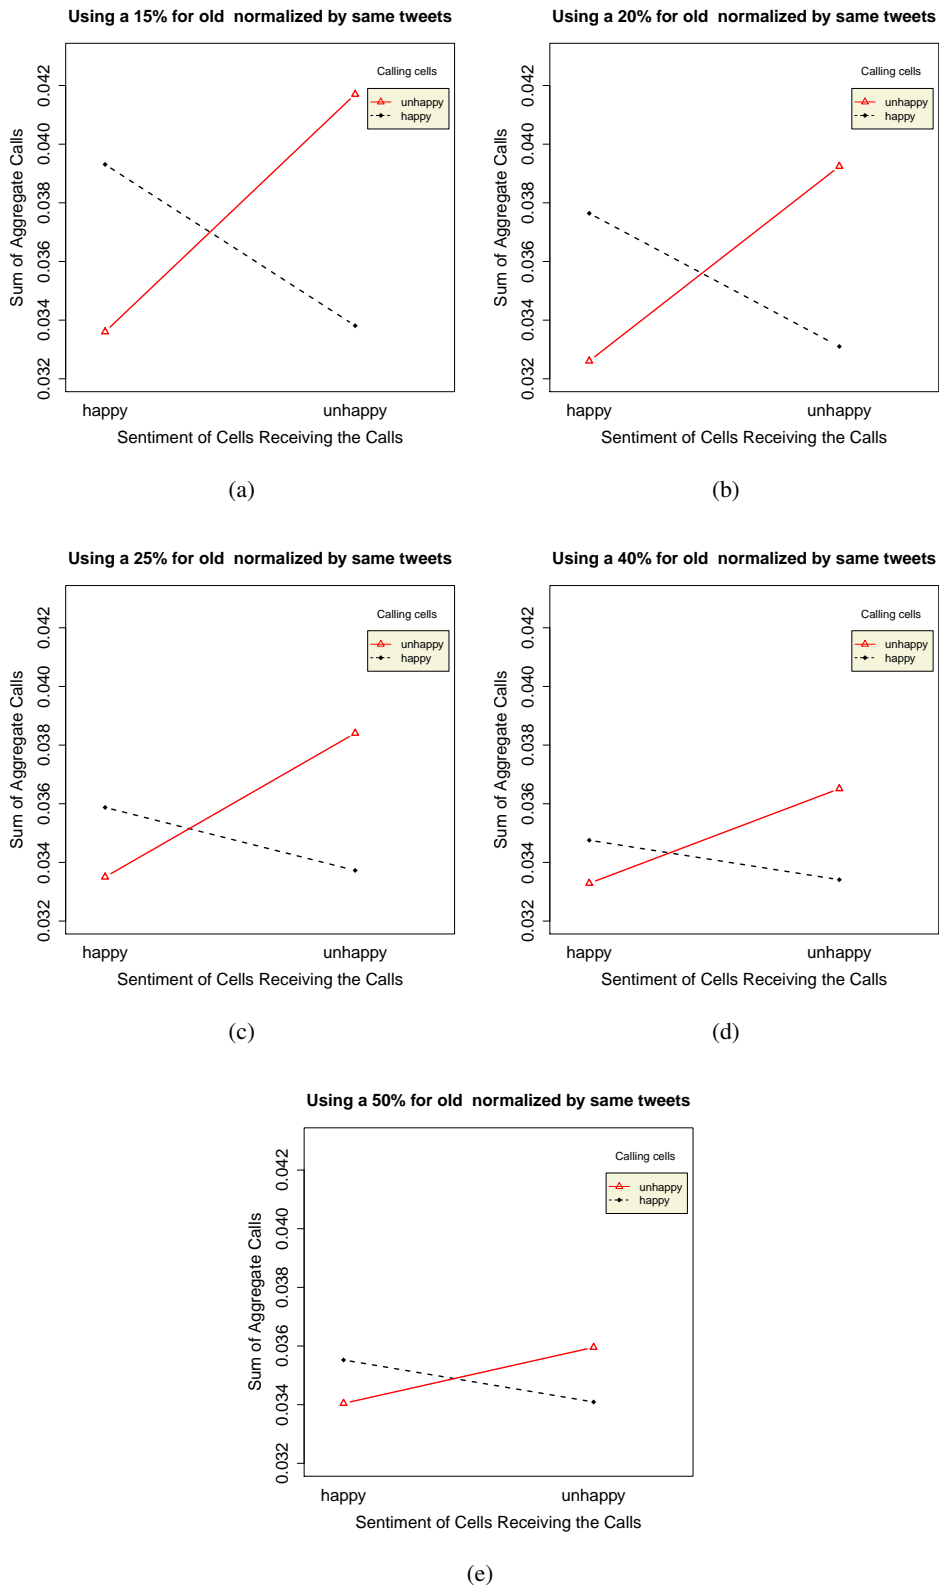 Using a 15% for old  normalized by same tweets
Sum of Aggregate Calls
0.042
0.040
0.038
0.036
0.034
0.032
Calling cells
unhappy
happy
happy
unhappy
Sentiment of Cells Receiving the Calls
(a)
Using a 20% for old  normalized by same tweets
Sum of Aggregate Calls
0.042
0.040
0.038
0.036
0.034
0.032
Calling cells
unhappy
happy
happy
unhappy
Sentiment of Cells Receiving the Calls
(b)
Using a 25% for old  normalized by same tweets
Sum of Aggregate Calls
0.042
0.040
0.038
0.036
0.034
0.032
Calling cells
unhappy
happy
happy
unhappy
Sentiment of Cells Receiving the Calls
(c)
Using a 40% for old  normalized by same tweets
Sum of Aggregate Calls
0.042
0.040
0.038
0.036
0.034
0.032
Calling cells
unhappy
happy
happy
unhappy
Sentiment of Cells Receiving the Calls
(d)
Using a 50% for old  normalized by same tweets
Sum of Aggregate Calls
0.042
0.040
0.038
0.036
0.034
0.032
Calling cells
unhappy
happy
happy
unhappy
Sentiment of Cells Receiving the Calls
(e)